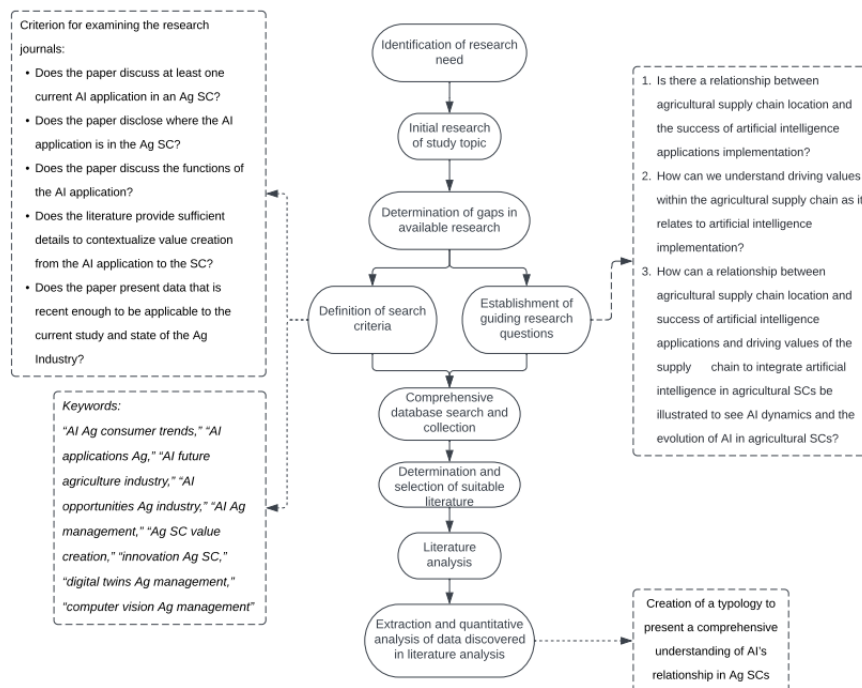 Criterion for examining the research
journals:
• Does the paper discuss at least one
current AI application in an Ag SC?
• Does the paper disclose where the AI
application is in the Ag SC?
• Does the paper discuss the functions of
the AI application?
• Does the literature provide sufficient
details to contextualize value creation
from the AI application to the SC?
• Does the paper present data that is
recent enough to be applicable to the
current study and state of the Ag
Industry?
Keywords:
“AI Ag consumer trends,” “AI
applications Ag,” “AI future
agriculture industry,” “AI
opportunities Ag industry,” “AI Ag
management,” “Ag SC value
creation,” “innovation Ag SC,”
“digital twins Ag management,”
“computer vision Ag management”
Identification of research
need
Initial research
of study topic
Determination of gaps in
available research
Definition of search
criteria
Establishment of
guiding research
questions
Comprehensive
database search and
collection
Determination and
selection of suitable
literature
Literature
analysis
Extraction and quantitative
analysis of data discovered
in literature analysis
1. Is there a relationship between
agricultural supply chain location and
the success of artificial intelligence
applications implementation?
2. How can we understand driving values
within the agricultural supply chain as it
relates to artificial intelligence
implementation?
3. How can a relationship between
agricultural supply chain location and
success of artificial intelligence
applications and driving values of the
supply chain to integrate artificial
intelligence in agricultural SCs be
illustrated to see AI dynamics and the
evolution of AI in agricultural SCs?
Creation of a typology to
present a comprehensive
understanding of AI’s
relationship in Ag SCs